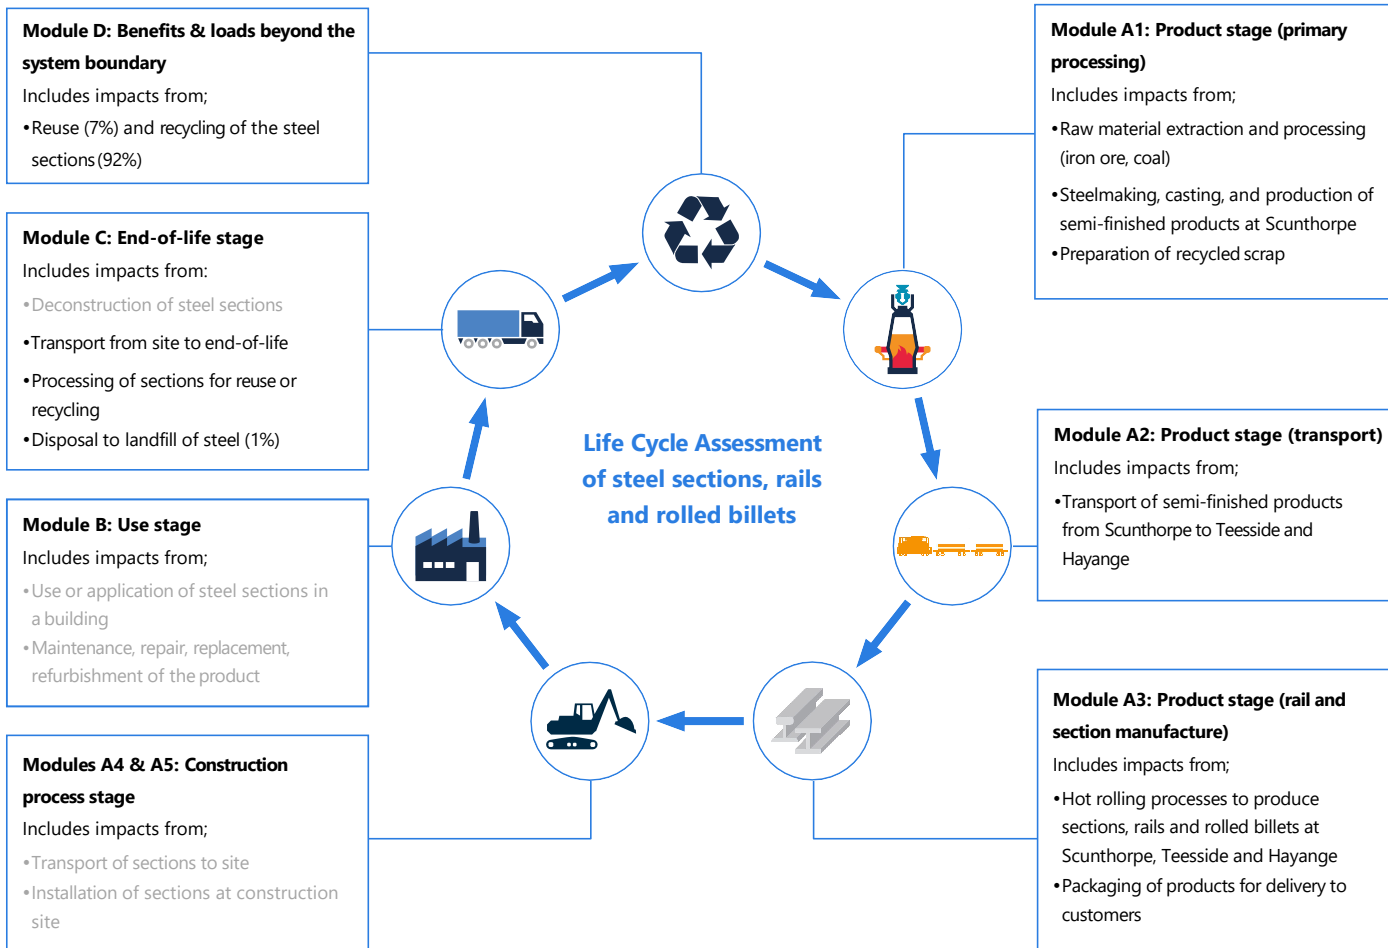 Module D: Benefits & loads beyond the
system boundary
Includes impacts from;
•Reuse (7%) and recycling of the steel
sections (92%)
Module C: End-of-life stage
Includes impacts from:
•Deconstruction of steel sections
•Transport from site to end-of-life
•Processing of sections for reuse or
recycling
•Disposal to landfill of steel (1%)
Module B: Use stage
Includes impacts from;
•Use or application of steel sections in
a building
•Maintenance, repair, replacement,
refurbishment of the product
Modules A4 & A5: Construction
process stage
Includes impacts from;
•Transport of sections to site
•Installation of sections at construction
site
Life Cycle Assessment
of steel sections, rails
and rolled billets
Module A1: Product stage (primary
processing)
Includes impacts from;
•Raw material extraction and processing
(iron ore, coal)
•Steelmaking, casting, and production of
semi-finished products at Scunthorpe
•Preparation of recycled scrap
Module A2: Product stage (transport)
Includes impacts from;
•Transport of semi-finished products
from Scunthorpe to Teesside and
Hayange
Module A3: Product stage (rail and
section manufacture)
Includes impacts from;
•Hot rolling processes to produce
sections, rails and rolled billets at
Scunthorpe, Teesside and Hayange
•Packaging of products for delivery to
customers